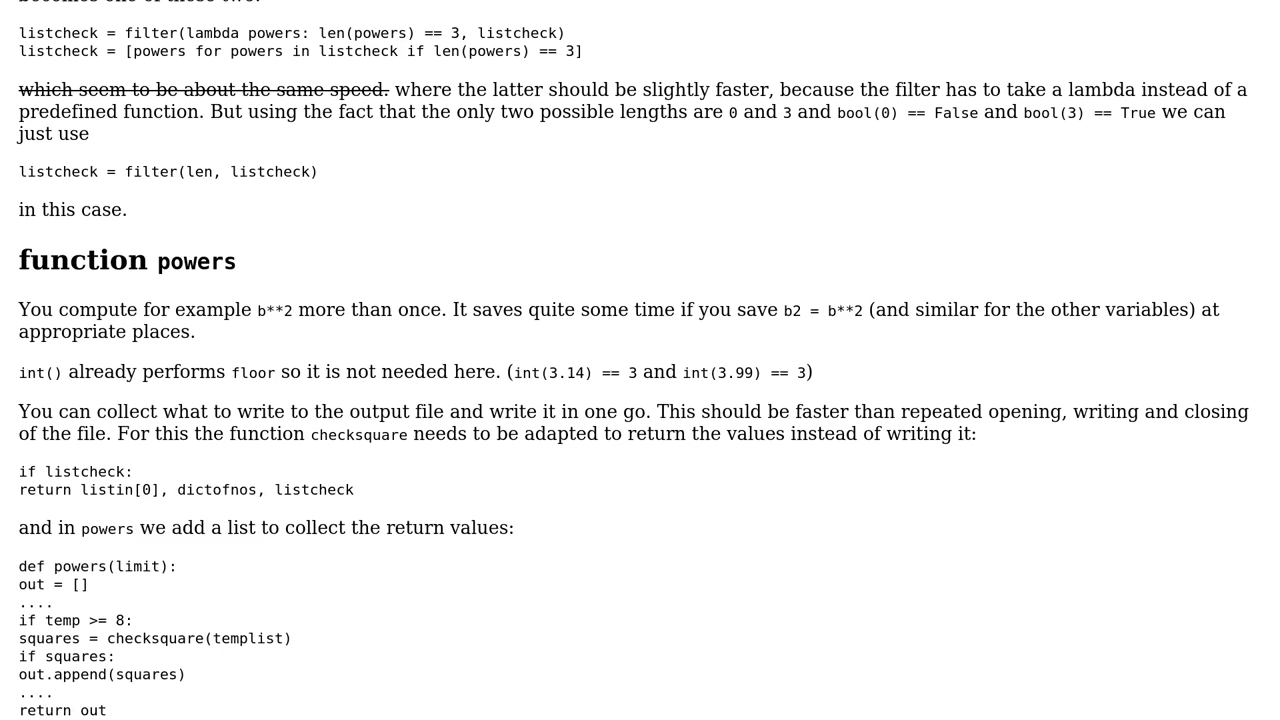 listcheck = filter(lambda powers: len(powers) == 3, listcheck)
listcheck = [powers for powers in listcheck if len(powers) == 3]
which seem to be about the same speed. where the latter should be slightly faster, because the filter has to take a lambda instead of a
predefined function. But using the fact that the only two possible lengths are 0 and 3 and bool(0) == False and bool(3) == True we can
just use
listcheck = filter(len, listcheck)
in this case.
function powers
You compute for example b**2 more than once. It saves quite some time if you save b2 = b**2 (and similar for the other variables) at
appropriate places.
int() already performs floor so it is not needed here. (int(3.14) == 3 and int(3.99) == 3)
You can collect what to write to the output file and write it in one go. This should be faster than repeated opening, writing and closing
of the file. For this the function checksquare needs to be adapted to return the values instead of writing it:
if listcheck:
return listin[0], dictofnos, listcheck
and in powers we add a list to collect the return values:
def powers(limit):
out = []
....
if temp >= 8:
squares = checksquare(templist)
if squares:
out.append(squares)
....
return out